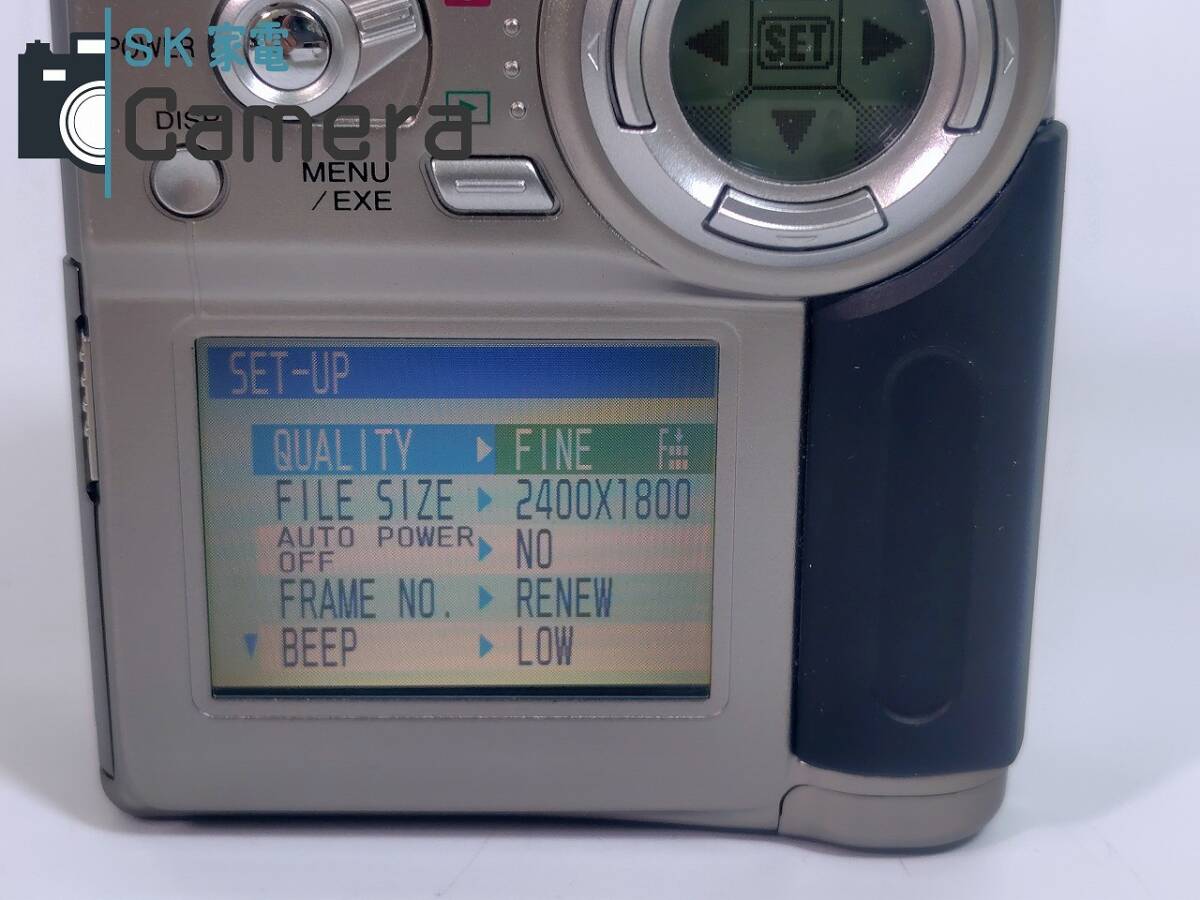 SK 家電
Camera
POWER
DISP
MENU
/EXE
SET
SET-UP
QUALITY FINE F
FILE SIZE 2400X1800
AUTO POWER OFF NO
FRAME NO. RENEW
BEEP LOW